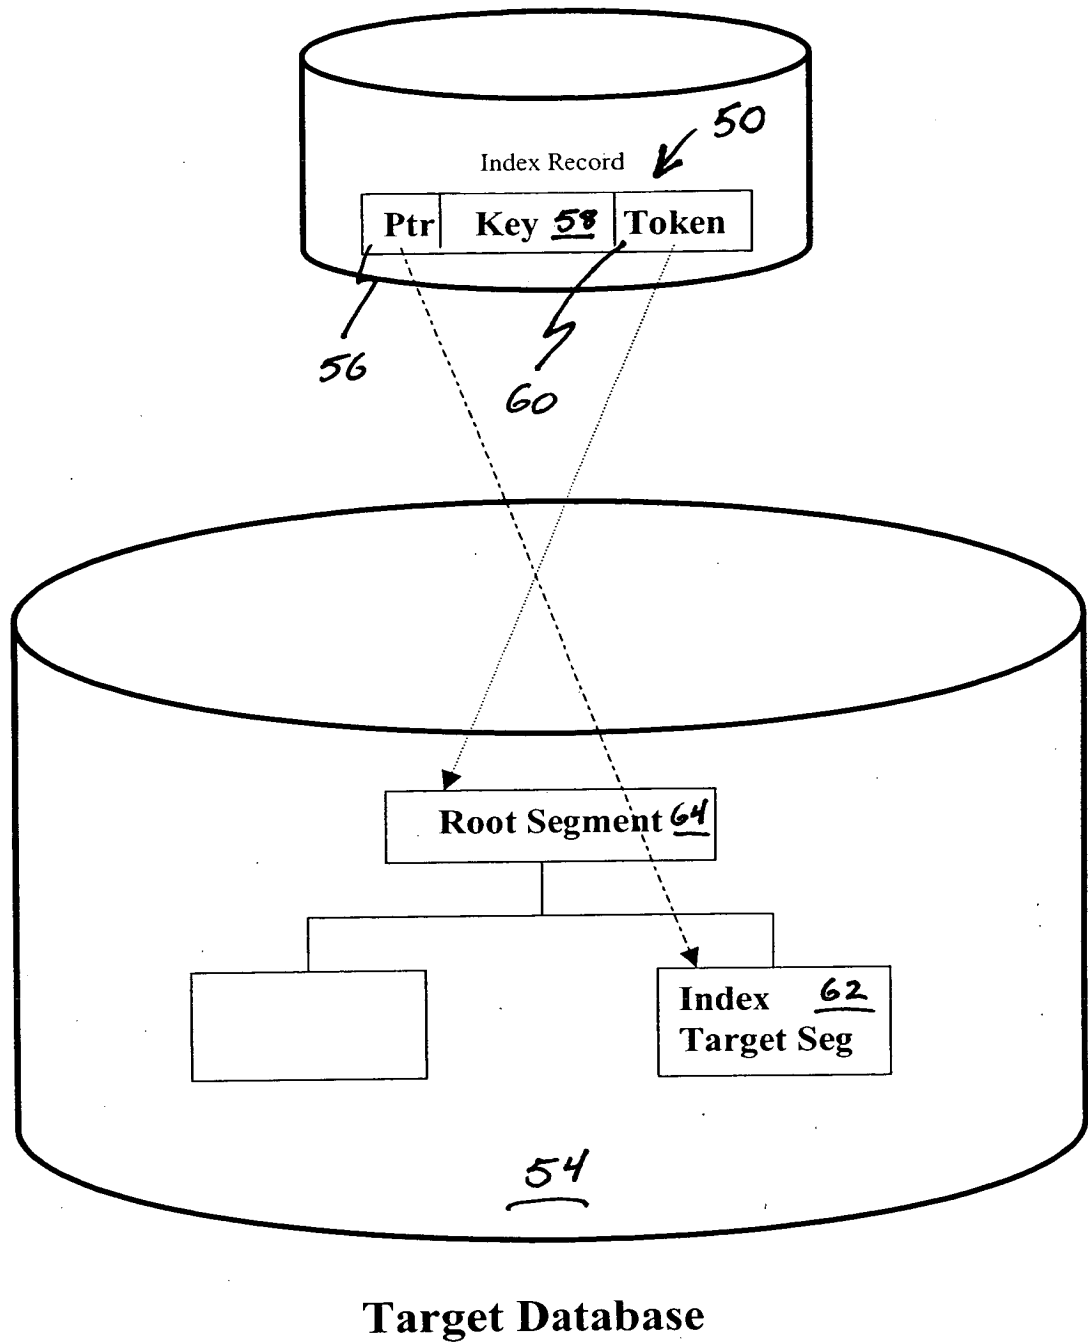 50
Index Record
Ptr Key 58 Token
56
60
Root Segment 64
Index 62
Target Seg
54
Target Database